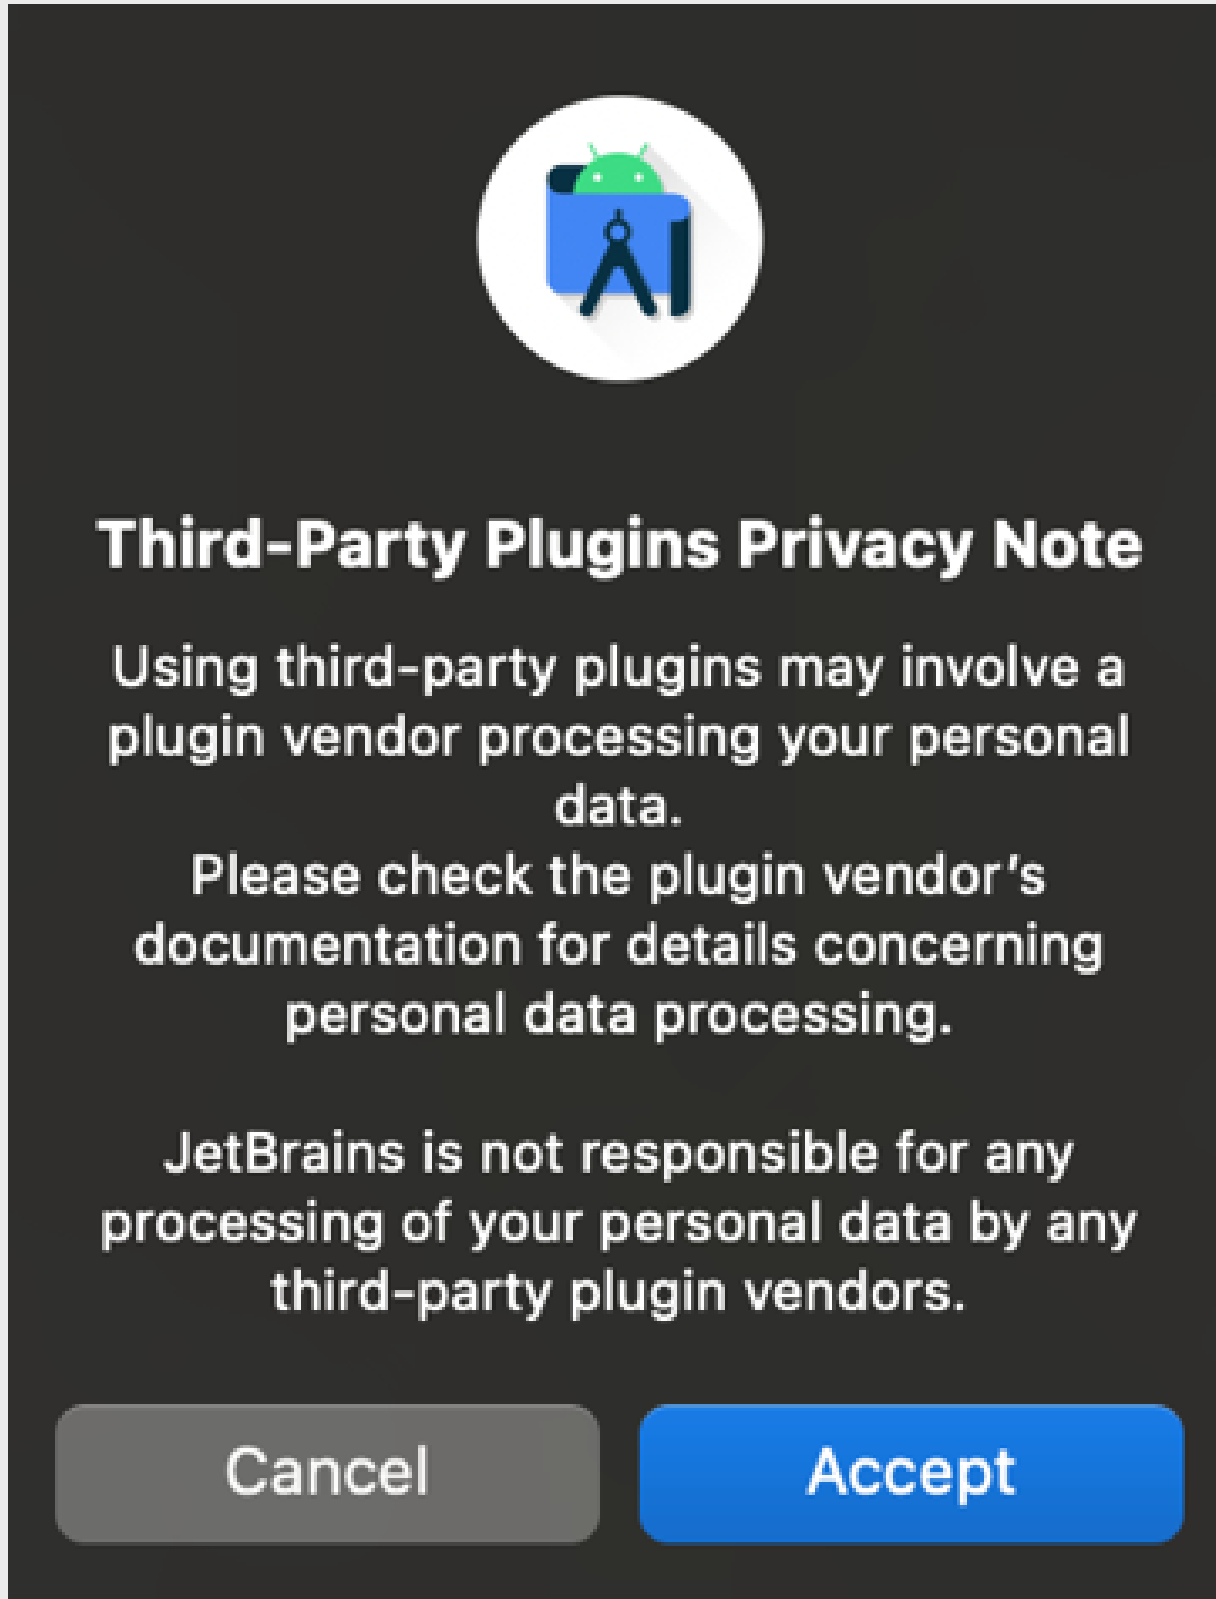 Third-Party Plugins Privacy Note
Using third-party plugins may involve a
plugin vendor processing your personal
data.
Please check the plugin vendor's
documentation for details concerning
personal data processing.
JetBrains is not responsible for any
processing of your personal data by any
third-party plugin vendors.
Cancel
Accept